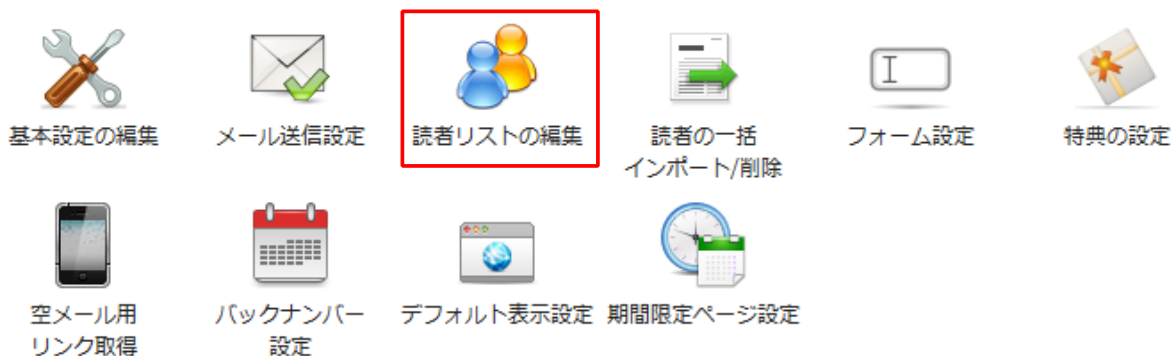 基本設定の編集
メール送信設定
読者リストの編集
読者の一括
インポート/削除
フォーム設定
特典の設定
空メール用
リンク取得
バックナンバー
設定
デフォルト表示設定
期間限定ページ設定